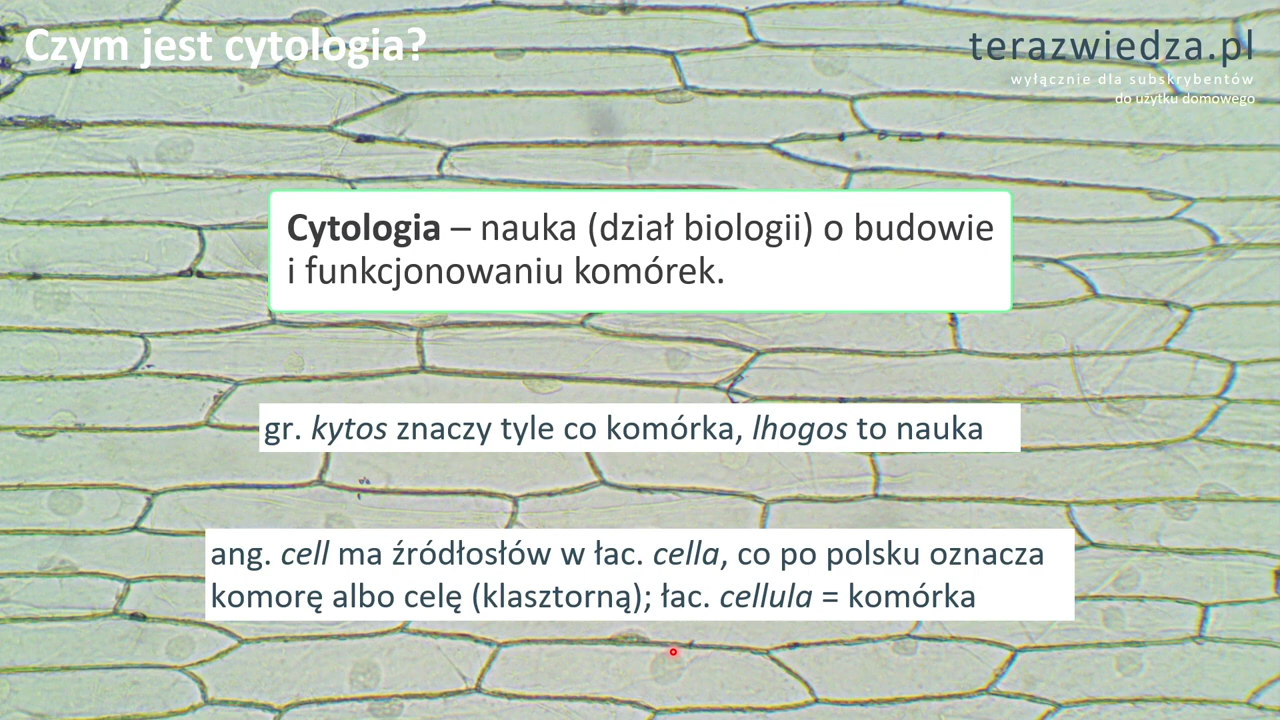 Czym jest cytologia?
terazwiedza.pl
wyłącznie dla subskrybentów
do użytku domowego
Cytologia – nauka (dział biologii) o budowie
i funkcjonowaniu komórek.
gr. kytos znaczy tyle co komórka, lhogos to nauka
ang. cell ma źródłosłów w łac. cella, co po polsku oznacza
komorę albo celę (klasztorną); łac. cellula = komórka